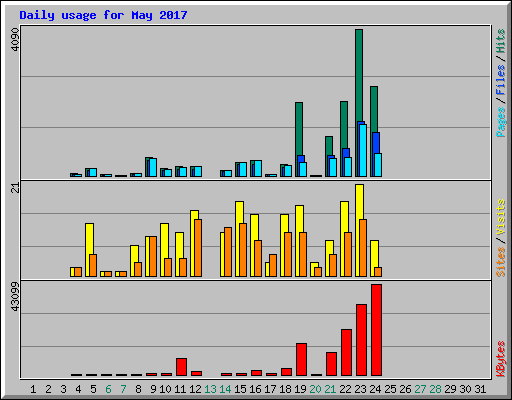 Daily usage for May 2017
4090
21
43099
Pages / Files / Hits
Sites / Visits
KBytes
1 2 3 4 5 6 7 8 9 10 11 12 13 14 15 16 17 18 19 20 21 22 23 24 25 26 27 28 29 30 31